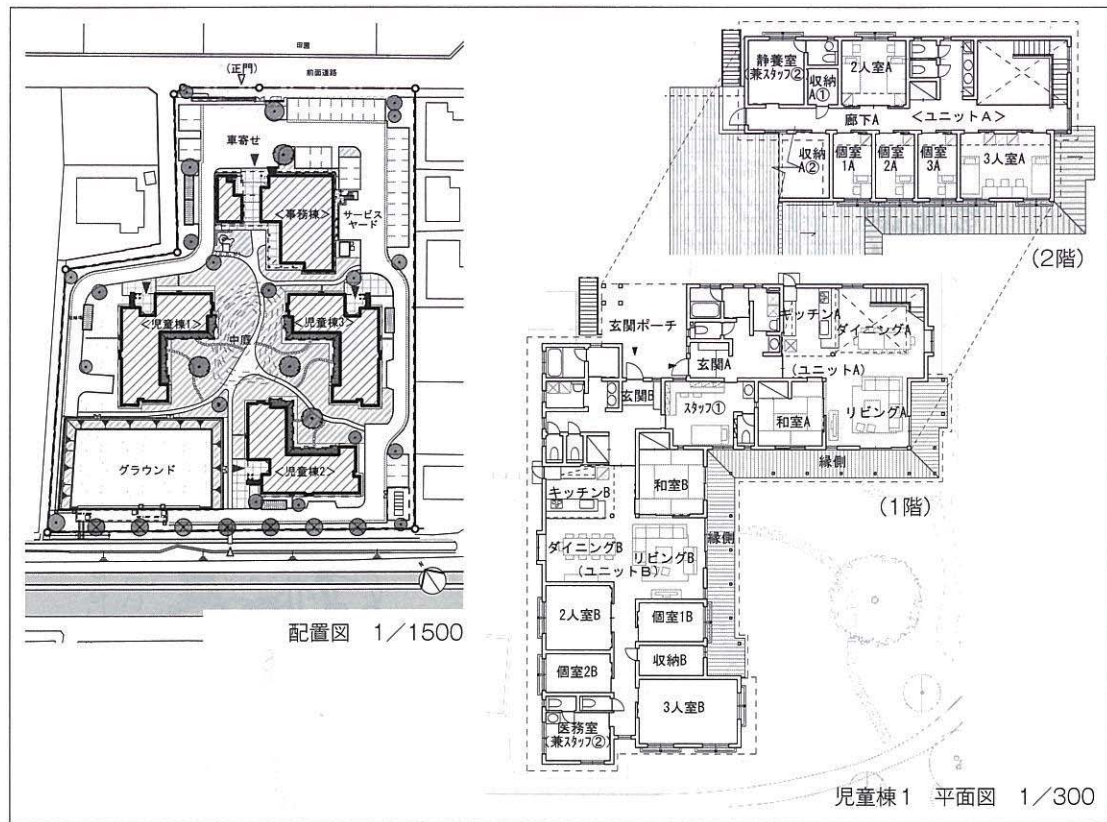 田園
前面道路
(正門)
車寄せ
<事務棟>
サービス
ヤード
<児童棟1>
<児童棟3>
中庭
グラウンド
<児童棟2>
配置図 1/1500
静養室
(兼スタッフ②)
収納
A①
2人室A
廊下A
<ユニットA>
収納
A②
個室
1A
個室
2A
個室
3A
3人室A
(2階)
玄関ポーチ
キッチンA
ダイニングA
玄関A
(ユニットA)
玄関B
スタッフ①
和室A
リビングA
縁側
(1階)
キッチンB
和室B
縁側
ダイニングB
リビングB
(ユニットB)
2人室B
個室1B
収納B
個室2B
3人室B
医務室
(兼スタッフ②)
児童棟1 平面図 1/300